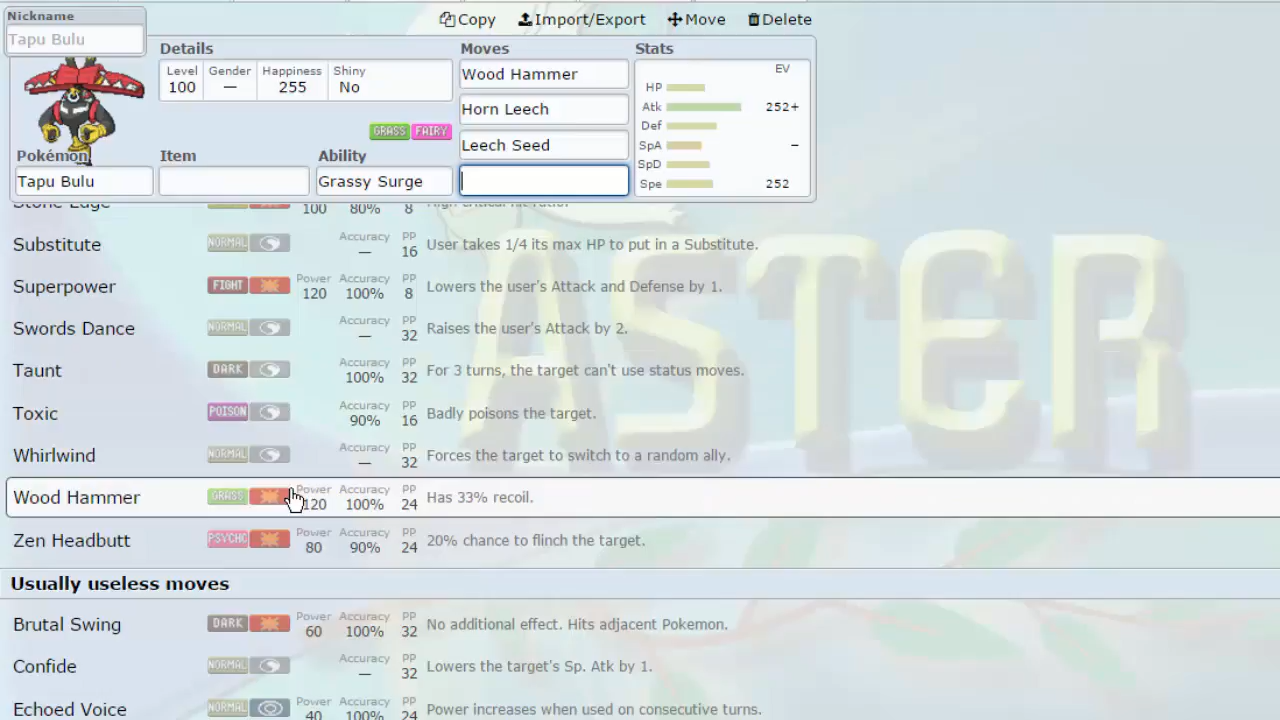 Nickname
Tapu Bulu
Copy Import/Export Move Delete
Details
Level 100
Gender —
Happiness 255
Shiny No
GRASS FAIRY
Pokémon
Tapu Bulu
Item
Ability
Grassy Surge
Moves
Wood Hammer
Horn Leech
Leech Seed
Stats
EV
HP
Atk 252+
Def
SpA –
SpD
Spe 252
Stone Edge 100 80% 8 High critical hit ratio.
Substitute NORMAL Accuracy — PP 16 User takes 1/4 its max HP to put in a Substitute.
Superpower FIGHT Power 120 Accuracy 100% PP 8 Lowers the user's Attack and Defense by 1.
Swords Dance NORMAL Accuracy — PP 32 Raises the user's Attack by 2.
Taunt DARK Accuracy 100% PP 32 For 3 turns, the target can't use status moves.
Toxic POISON Accuracy 90% PP 16 Badly poisons the target.
Whirlwind NORMAL Accuracy — PP 32 Forces the target to switch to a random ally.
Wood Hammer GRASS Power 120 Accuracy 100% PP 24 Has 33% recoil.
Zen Headbutt PSYCHC Power 80 Accuracy 90% PP 24 20% chance to flinch the target.
Usually useless moves
Brutal Swing DARK Power 60 Accuracy 100% PP 32 No additional effect. Hits adjacent Pokemon.
Confide NORMAL Accuracy — PP 32 Lowers the target's Sp. Atk by 1.
Echoed Voice NORMAL Power 40 Accuracy 100% PP 24 Power increases when used on consecutive turns.
ASTER